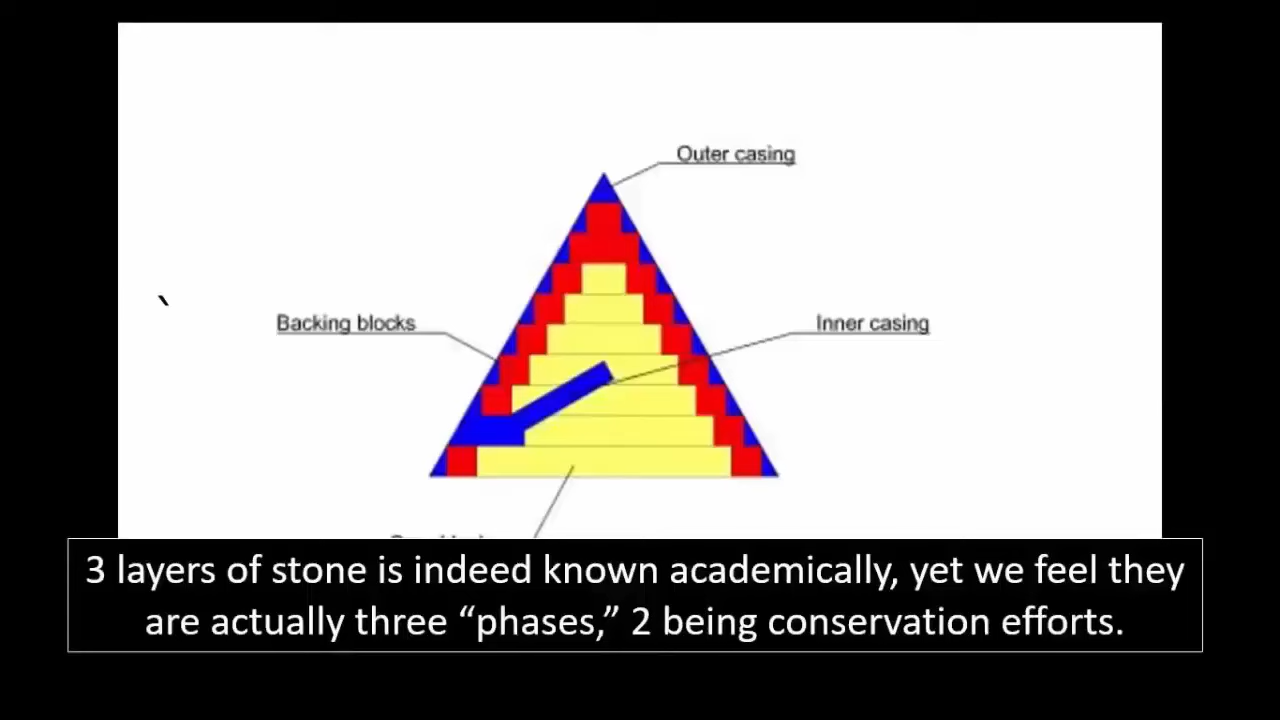 Outer casing
Backing blocks
Inner casing
3 layers of stone is indeed known academically, yet we feel they
are actually three “phases,” 2 being conservation efforts.